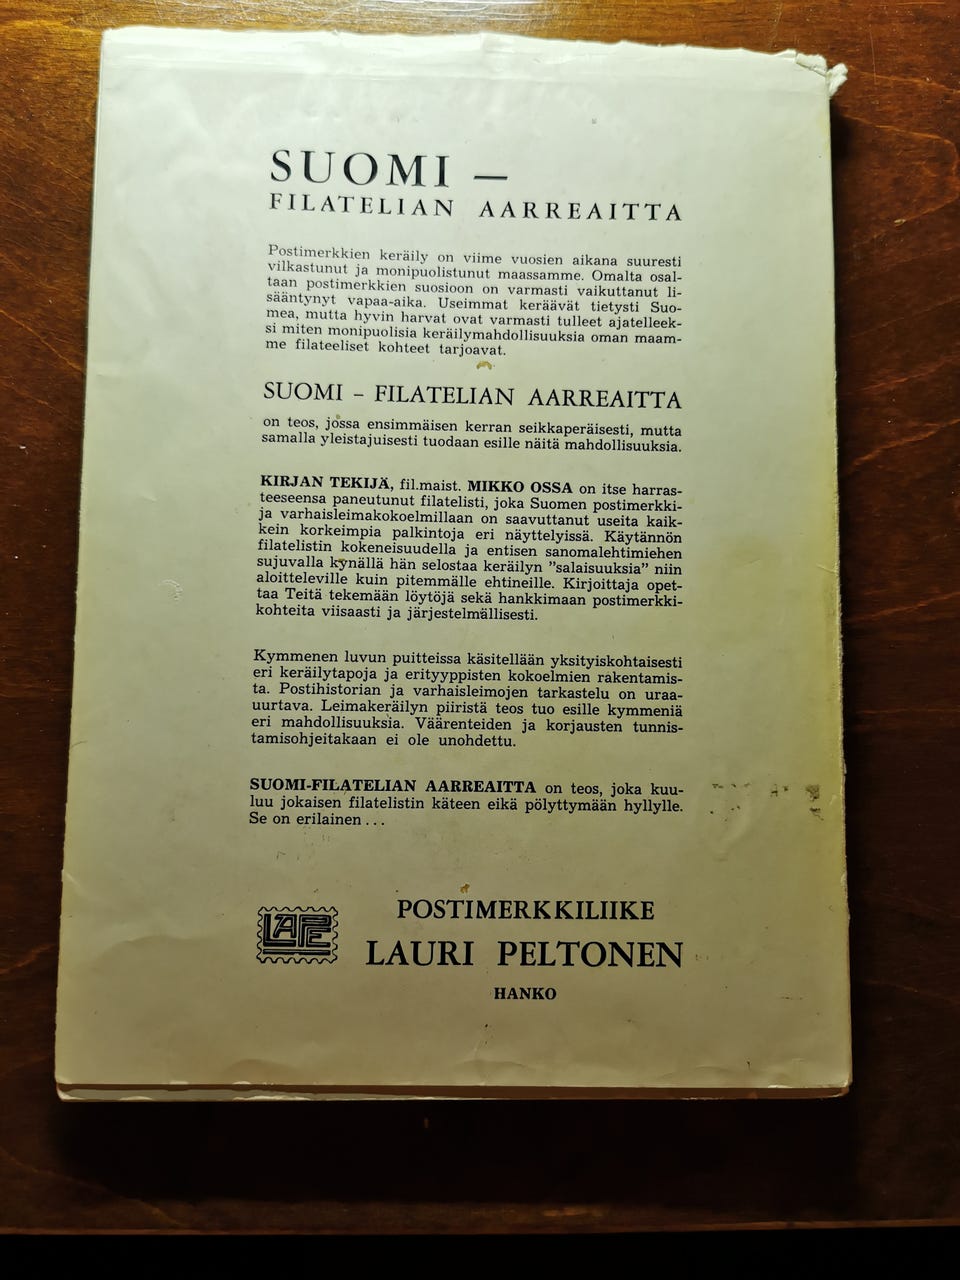 SUOMI —
FILATELIAN AARREAITTA
Postimerkkien keräily on viime vuosien aikana suuresti
vilkastunut ja monipuolistunut maassamme. Omalta osal-
taan postimerkkien suosioon on varmasti vaikuttanut li-
sääntynyt vapaa-aika. Useimmat keräävät tietysti Suo-
mea, mutta hyvin harvat ovat varmasti tulleet ajatelleek-
si miten monipuolisia keräilymahdollisuuksia oman maam-
me filateeliset kohteet tarjoavat.
SUOMI – FILATELIAN AARREAITTA
on teos, jossa ensimmäisen kerran seikkaperäisesti, mutta
samalla yleistajuisesti tuodaan esille näitä mahdollisuuksia.
KIRJAN TEKIJÄ, fil.maist. MIKKO OSSA on itse harras-
teeseensa paneutunut filatelisti, joka Suomen postimerkki-
ja varhaisleimakokoelmillaan on saavuttanut useita kaik-
kein korkeimpia palkintoja eri näyttelyissä. Käytännön
filatelistin kokeneisuudella ja entisen sanomalehtimiehen
sujuvalla kynällä hän selostaa keräilyn "salaisuuksia" niin
aloitteleville kuin pitemmälle ehtineille. Kirjoittaja opet-
taa Teitä tekemään löytöjä sekä hankkimaan postimerkki-
kohteita viisaasti ja järjestelmällisesti.
Kymmenen luvun puitteissa käsitellään yksityiskohtaisesti
eri keräilytapoja ja erityyppisten kokoelmien rakentamis-
ta. Postihistorian ja varhaisleimojen tarkastelu on uraa-
uurtava. Leimakeräilyn piiristä teos tuo esille kymmeniä
eri mahdollisuuksia. Väärenteiden ja korjausten tunnis-
tamisohjeitakaan ei ole unohdettu.
SUOMI-FILATELIAN AARREAITTA on teos, joka kuu-
luu jokaisen filatelistin käteen eikä pölyttymään hyllylle.
Se on erilainen . . .
LAPE
POSTIMERKKILIIKE
LAURI PELTONEN
HANKO